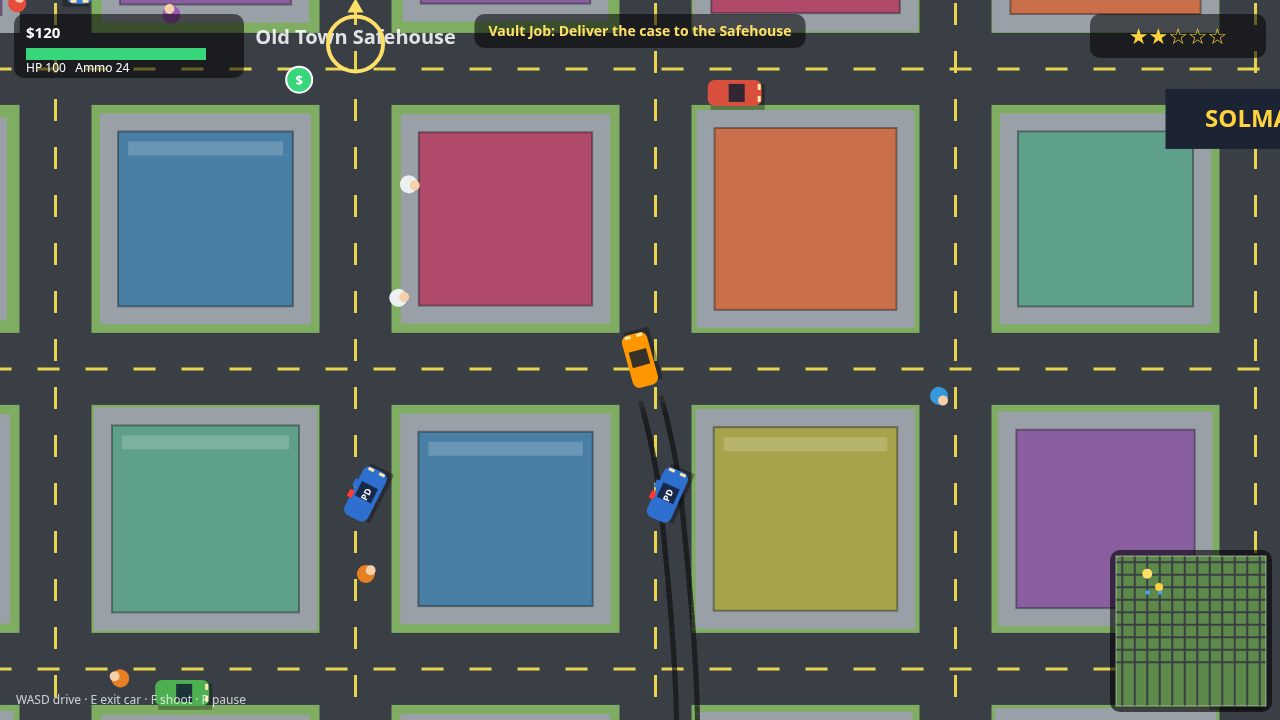 $120
HP 100 Ammo 24
Old Town Safehouse
Vault Job: Deliver the case to the Safehouse
★★☆☆☆
$
SOLMA
PD
PD
WASD drive · E exit car · F shoot · P pause